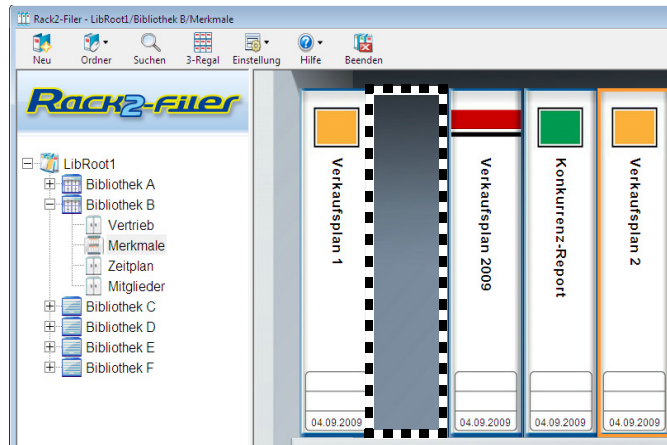 Rack2-Filer - LibRoot1/Bibliothek B/Merkmale
Neu Ordner Suchen 3-Regal Einstellung Hilfe Beenden
Rack2-Filer
LibRoot1
Bibliothek A
Bibliothek B
Vertrieb
Merkmale
Zeitplan
Mitglieder
Bibliothek C
Bibliothek D
Bibliothek E
Bibliothek F
Verkaufsplan 1
04.09.2009
Verkaufsplan 2009
04.09.2009
Konkurrenz-Report
04.09.2009
Verkaufsplan 2
04.09.2009